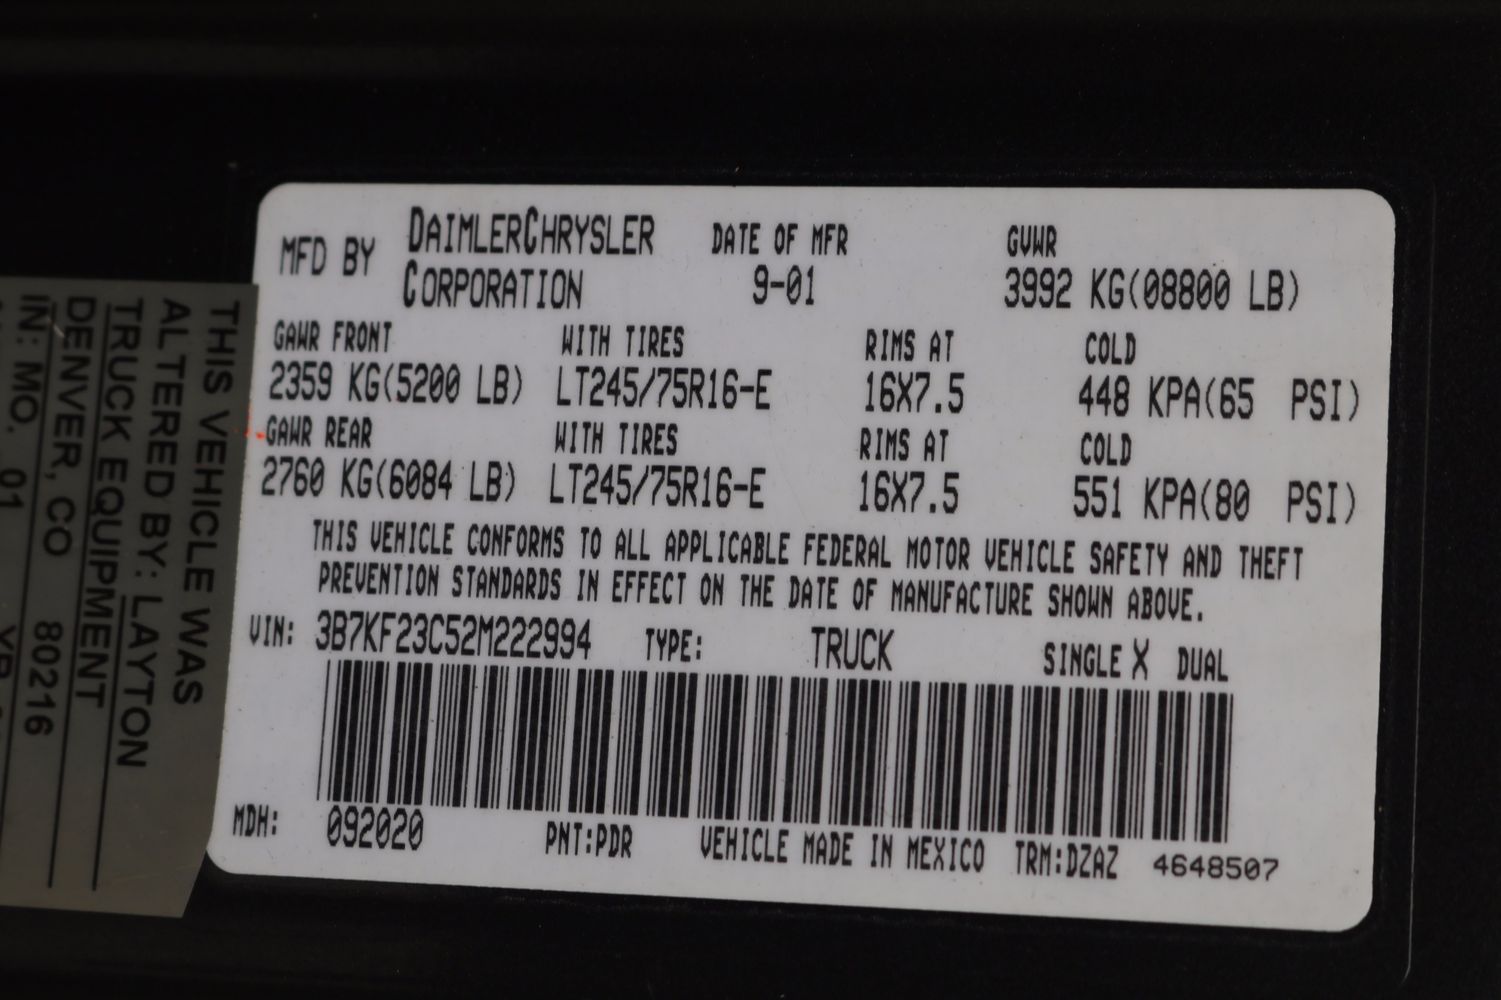 MFD BY DAIMLERCHRYSLER CORPORATION
DATE OF MFR
9-01
GVWR
3992 KG(08800 LB)
GAWR FRONT WITH TIRES RIMS AT COLD
2359 KG(5200 LB) LT245/75R16-E 16X7.5 448 KPA(65 PSI)
GAWR REAR WITH TIRES RIMS AT COLD
2760 KG(6084 LB) LT245/75R16-E 16X7.5 551 KPA(80 PSI)
THIS VEHICLE CONFORMS TO ALL APPLICABLE FEDERAL MOTOR VEHICLE SAFETY AND THEFT
PREVENTION STANDARDS IN EFFECT ON THE DATE OF MANUFACTURE SHOWN ABOVE.
VIN: 3B7KF23C52M222994 TYPE: TRUCK SINGLE X DUAL
MDH: 092020 PNT:PDR VEHICLE MADE IN MEXICO TRM:DZAZ 4648507
THIS VEHICLE WAS
ALTERED BY: LAYTON
TRUCK EQUIPMENT
DENVER, CO 80216
IN: MO. 01 YR